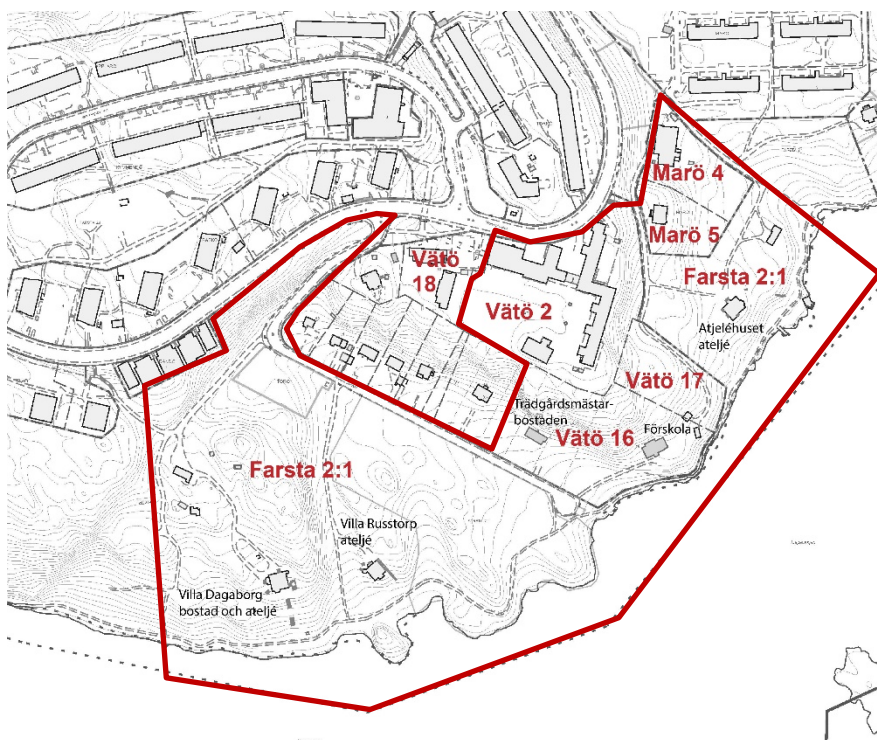 Marö 4
Marö 5
Farsta 2:1
Atjeléhuset
ateljé
Vätö
18
Vätö 2
Vätö 17
Trädgårdsmästar-
bostaden
Vätö 16
Förskola
Farsta 2:1
Villa Russtorp
ateljé
Villa Dagaborg
bostad och ateljé